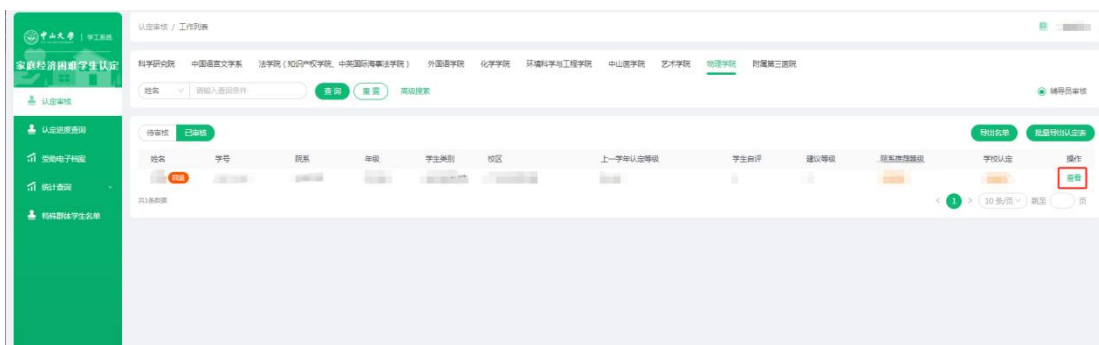 认定审核 / 工作列表
中山大学 | 学工系统
家庭经济困难学生认定
认定审核
认定进度查询
受助电子档案
统计查询
特殊群体学生名单
科学研究院 中国语言文学系 法学院(知识产权学院、中英国际海事法学院) 外国语学院 化学学院 环境科学与工程学院 中山医学院 艺术学院 物理学院 附属第三医院
姓名 请输入查询条件 查询 重置 高级搜索 辅导员审核
待审核 已审核 导出名单 批量导出认定表
姓名 学号 院系 年级 学生类别 校区 上一学年认定等级 学生自评 建议等级 院系推荐等级 学校认定 操作
查看
共1条数据 < 1 > 10 条/页 跳至 页